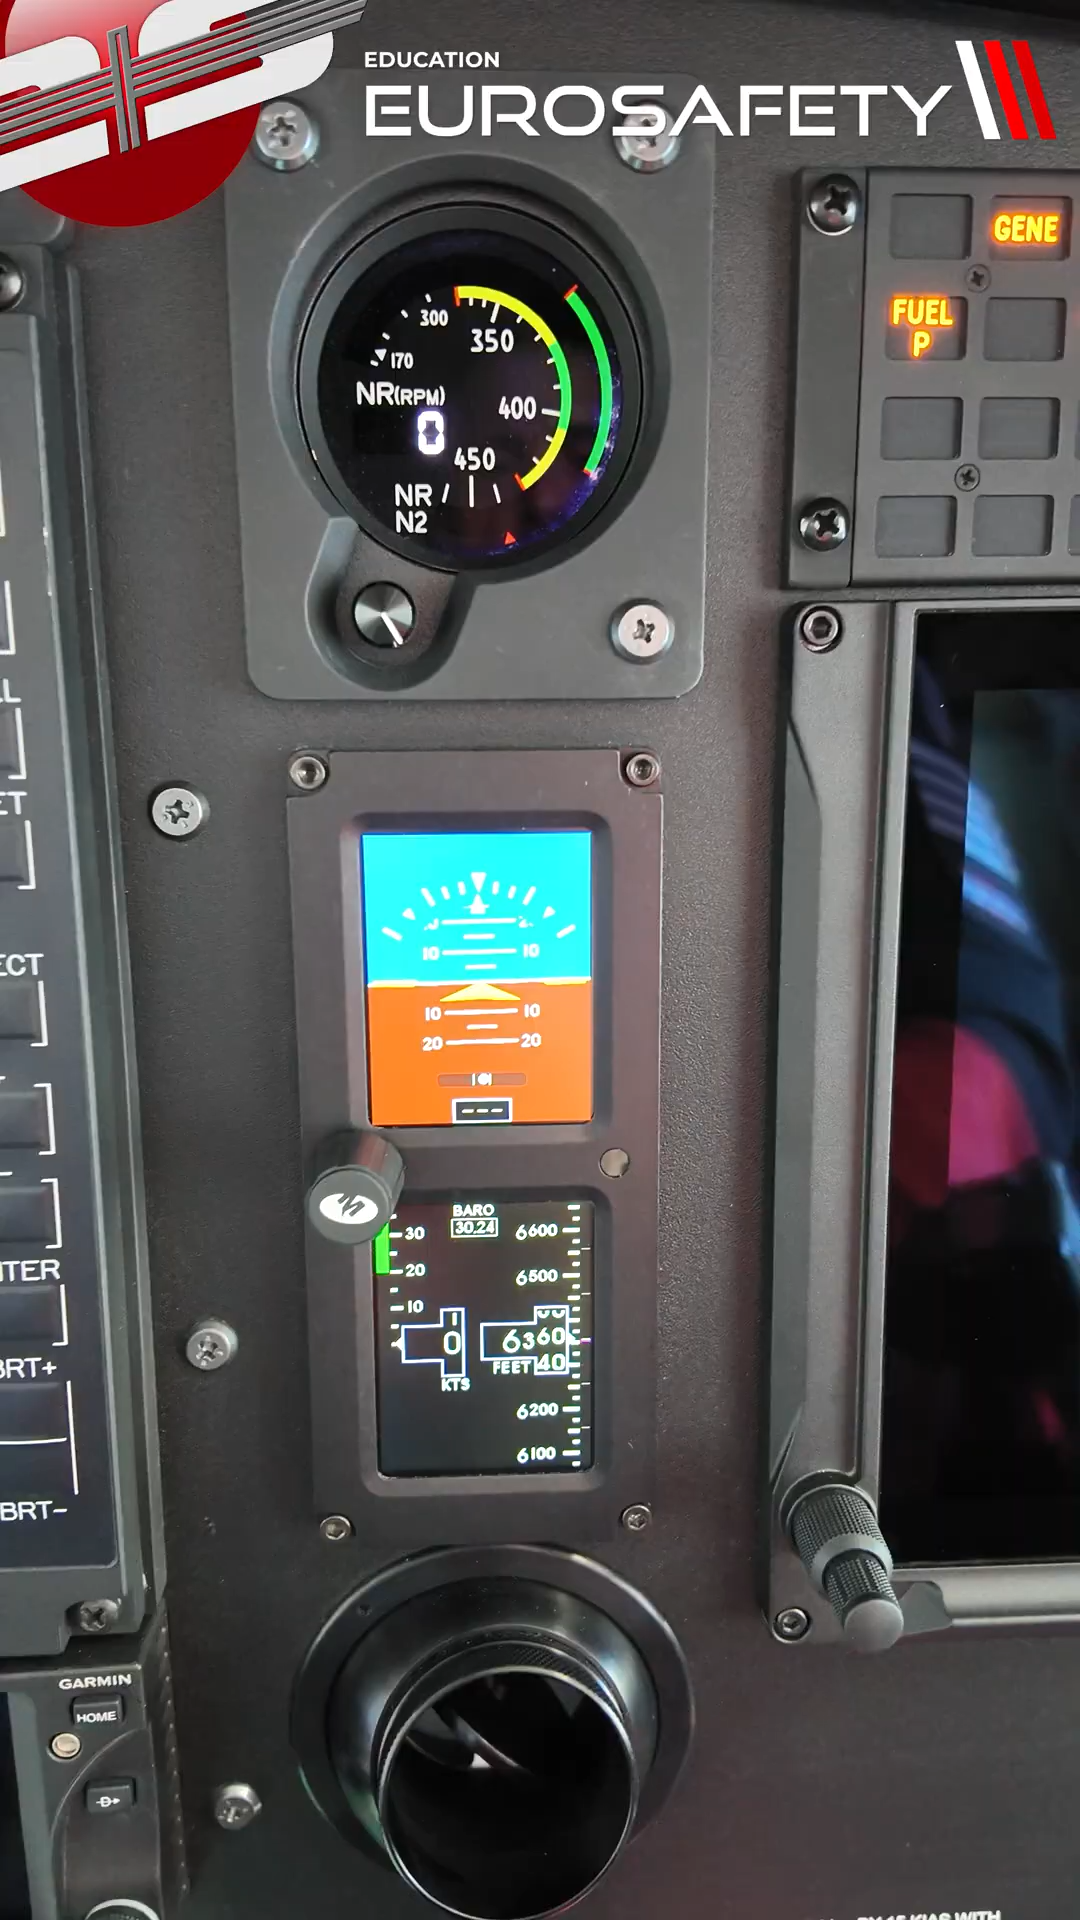 EDUCATION
EUROSAFETY
GENE
FUEL
P
300
350
170
NR(RPM)
400
0
450
NR
N2
ET
10 10
10 10
20 20
---
ECT
BARO
30.24
30
20
10
0
KTS
6600
6500
6360
40
FEET
6200
6100
BRT+
BRT-
GARMIN
HOME
D
KIAS WITH